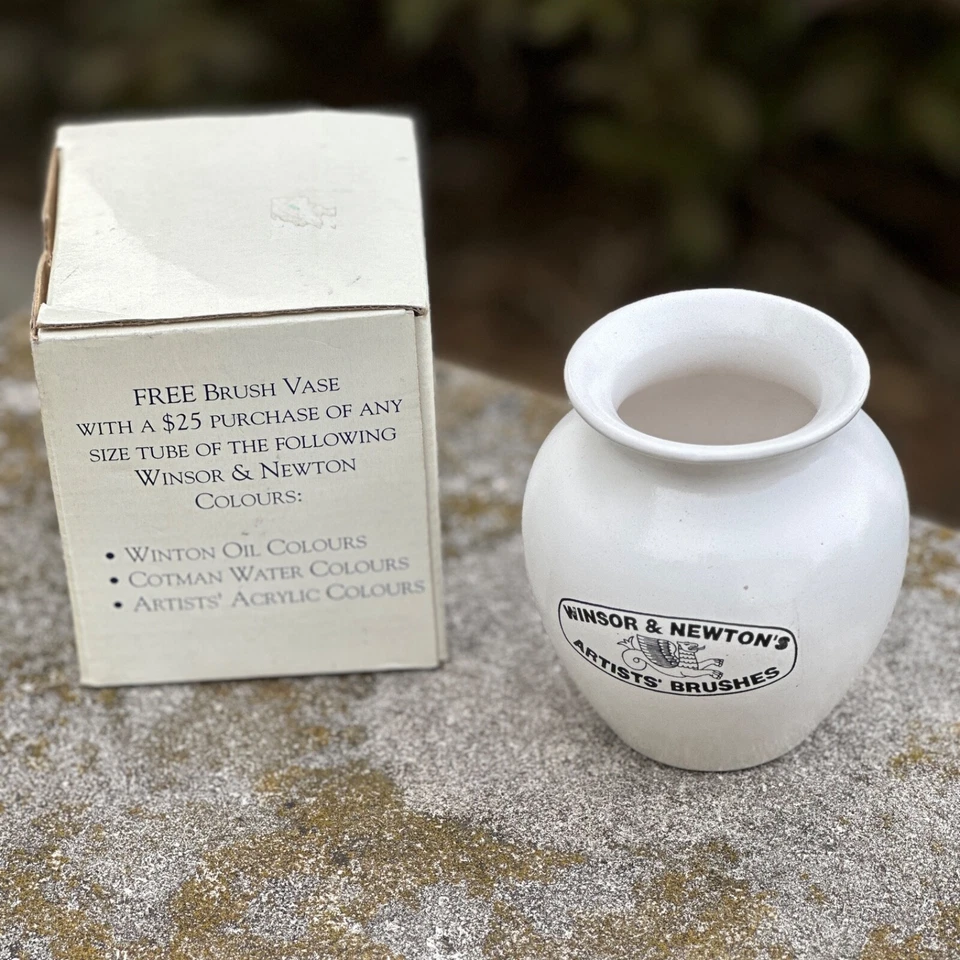 FREE BRUSH VASE
WITH A $25 PURCHASE OF ANY
SIZE TUBE OF THE FOLLOWING
WINSOR & NEWTON
COLOURS:
• WINTON OIL COLOURS
• COTMAN WATER COLOURS
• ARTISTS' ACRYLIC COLOURS
WINSOR & NEWTON'S
ARTISTS' BRUSHES